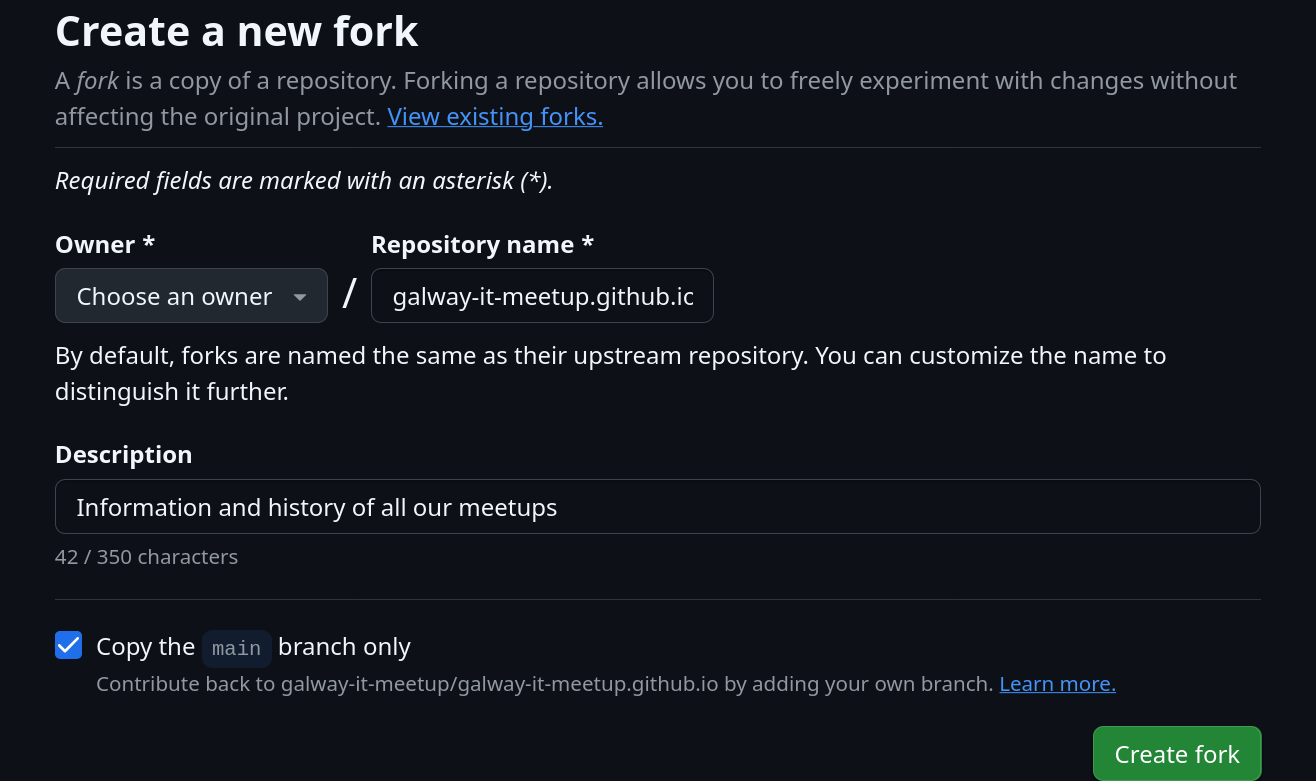 Create a new fork
A fork is a copy of a repository. Forking a repository allows you to freely experiment with changes without
affecting the original project. View existing forks.
Required fields are marked with an asterisk (*).
Owner * Repository name *
Choose an owner / galway-it-meetup.github.ic
By default, forks are named the same as their upstream repository. You can customize the name to
distinguish it further.
Description
Information and history of all our meetups
42 / 350 characters
Copy the main branch only
Contribute back to galway-it-meetup/galway-it-meetup.github.io by adding your own branch. Learn more.
Create fork